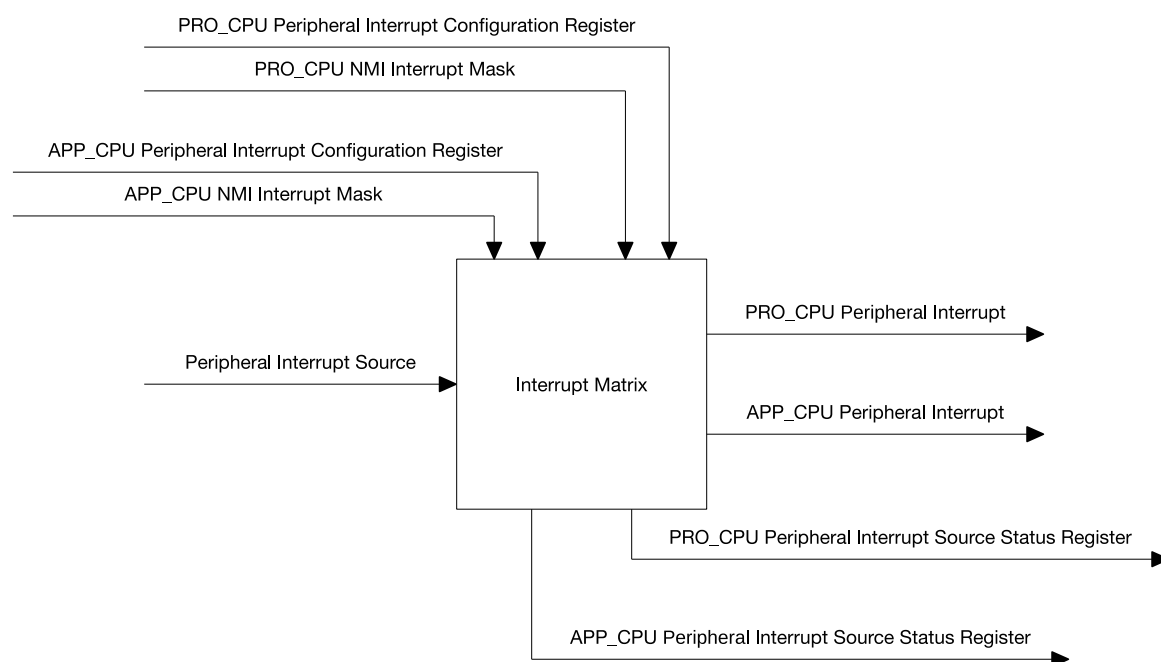 PRO_CPU Peripheral Interrupt Configuration Register
PRO_CPU NMI Interrupt Mask
APP_CPU Peripheral Interrupt Configuration Register
APP_CPU NMI Interrupt Mask
PRO_CPU Peripheral Interrupt
Peripheral Interrupt Source
Interrupt Matrix
APP_CPU Peripheral Interrupt
PRO_CPU Peripheral Interrupt Source Status Register
APP_CPU Peripheral Interrupt Source Status Register